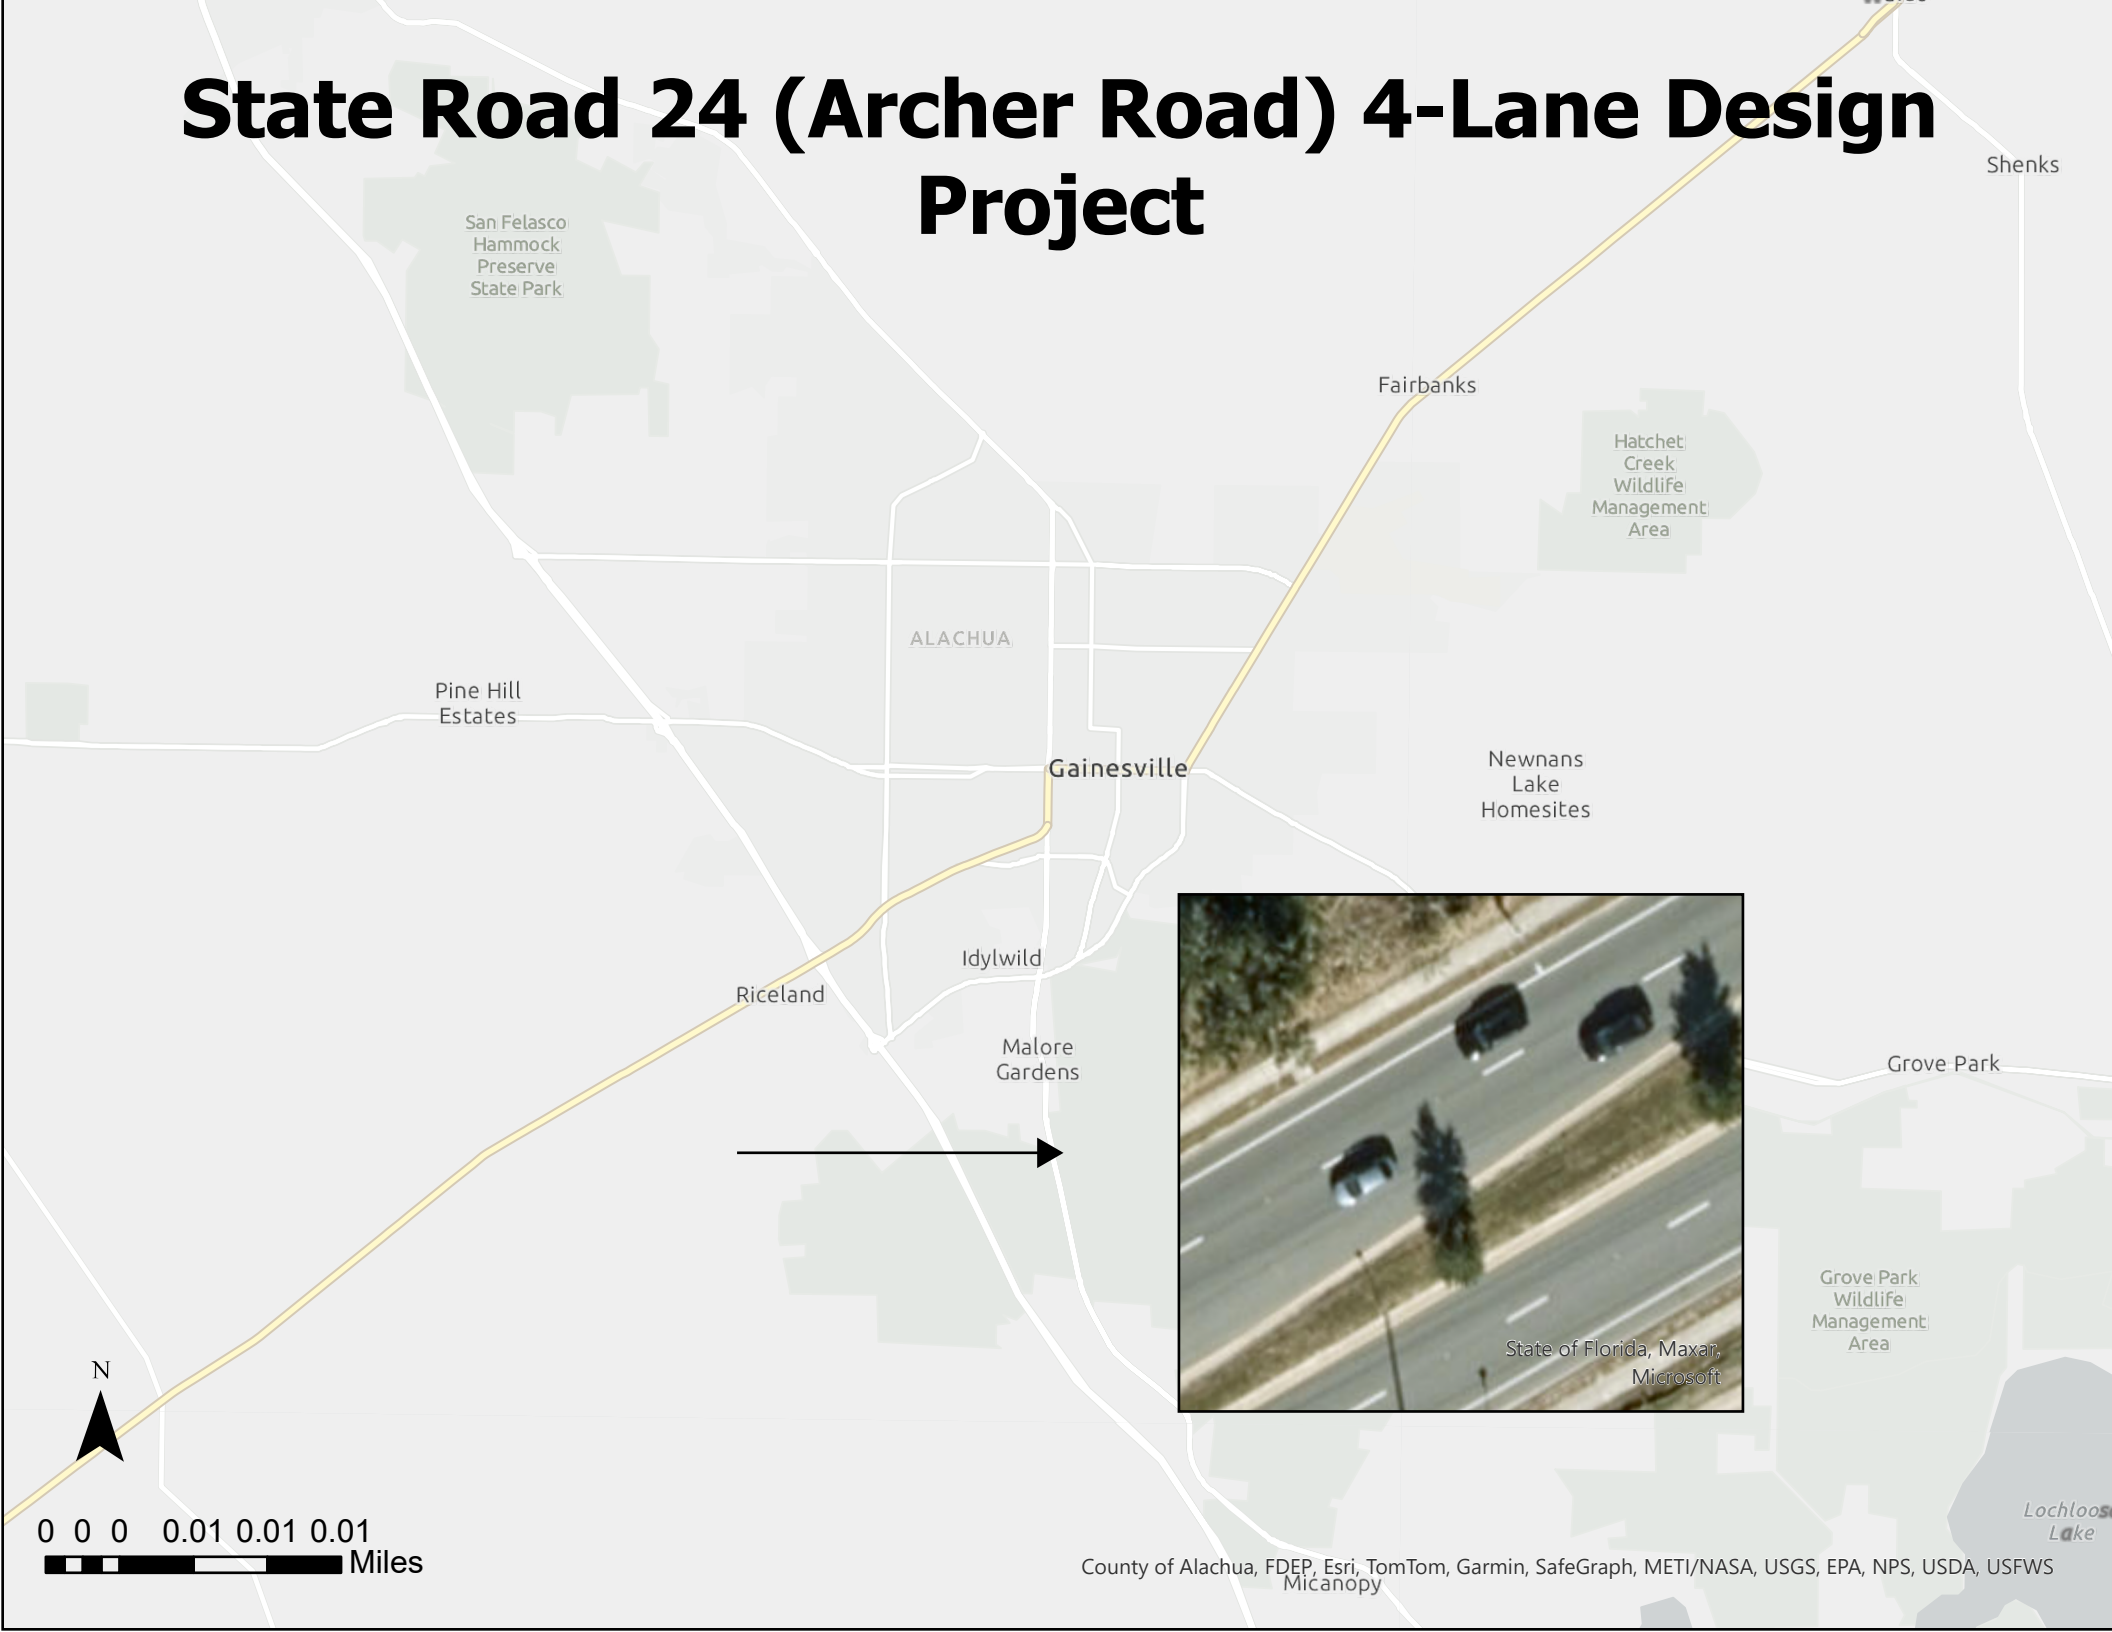 State Road 24 (Archer Road) 4-Lane Design
Project
Shenks
San Felasco
Hammock
Preserve
State Park
Fairbanks
Hatchet
Creek
Wildlife
Management
Area
ALACHUA
Pine Hill
Estates
Gainesville
Newnans
Lake
Homesites
Idylwild
Riceland
Malore
Gardens
Grove Park
Grove Park
Wildlife
Management
Area
State of Florida, Maxar,
Microsoft
N
0 0 0 0.01 0.01 0.01
Miles
Lake
County of Alachua, FDEP, Esri, TomTom, Garmin, SafeGraph, METI/NASA, USGS, EPA, NPS, USDA, USFWS
Micanopy